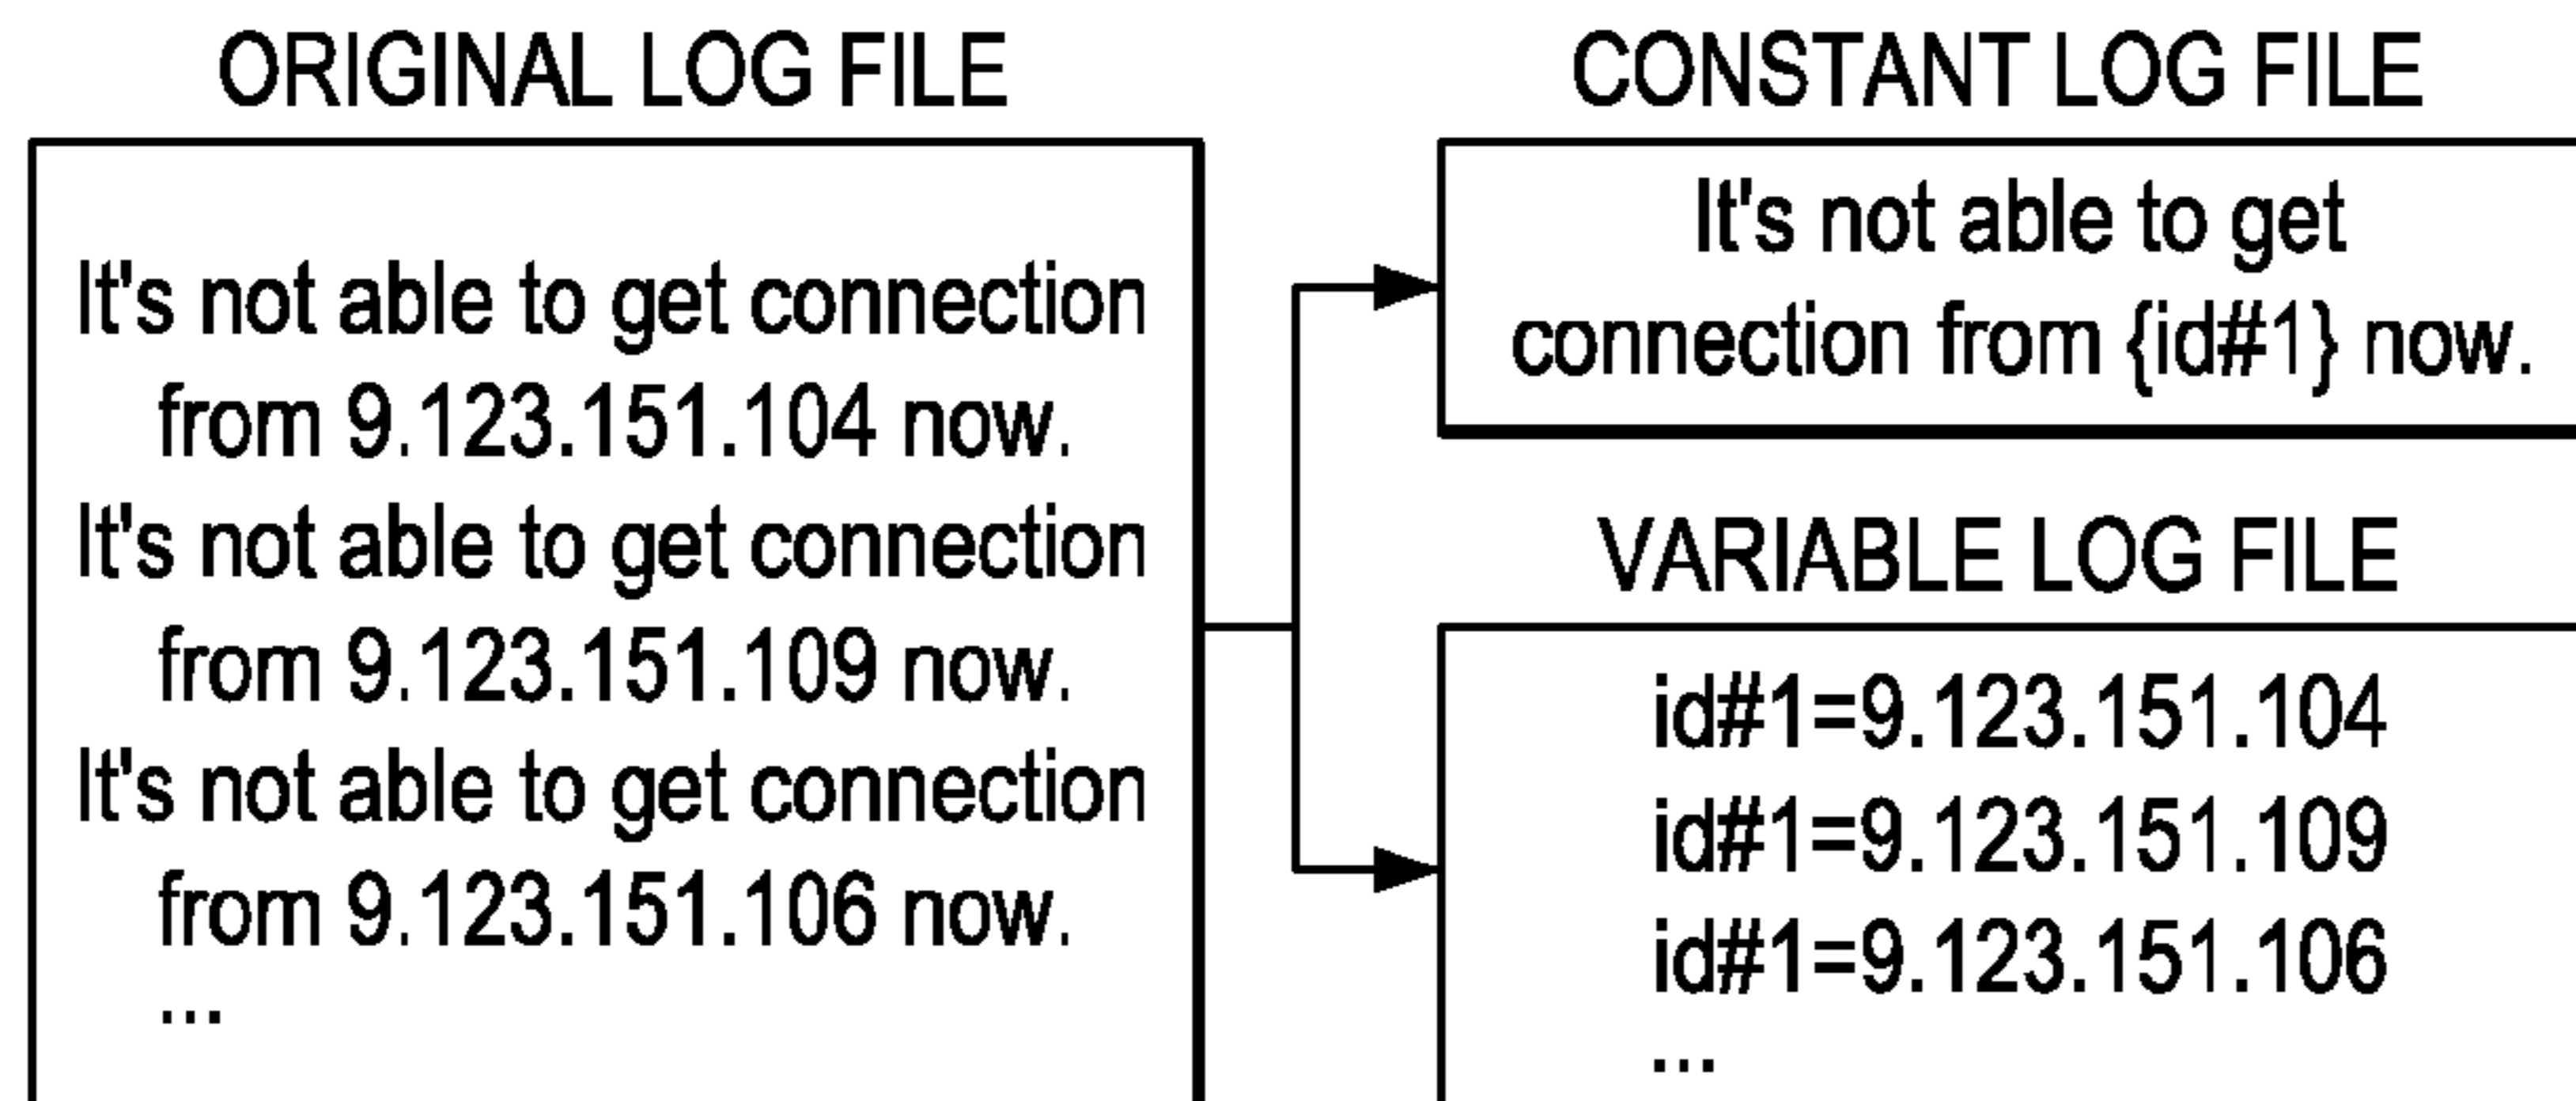 ORIGINAL LOG FILE
It's not able to get connection
from 9.123.151.104 now.
It's not able to get connection
from 9.123.151.109 now.
It's not able to get connection
from 9.123.151.106 now.
...
CONSTANT LOG FILE
It's not able to get
connection from {id#1} now.
VARIABLE LOG FILE
id#1=9.123.151.104
id#1=9.123.151.109
id#1=9.123.151.106
...